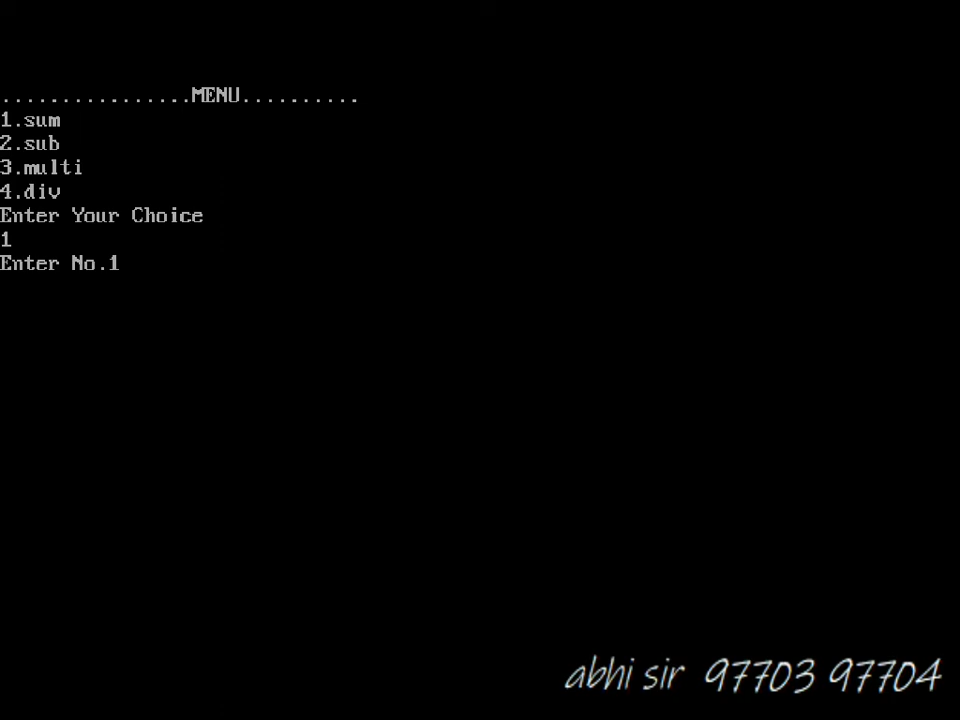 ................MENU..........
1.sum
2.sub
3.multi
4.div
Enter Your Choice
1
Enter No.1
abhi sir 97703 97704